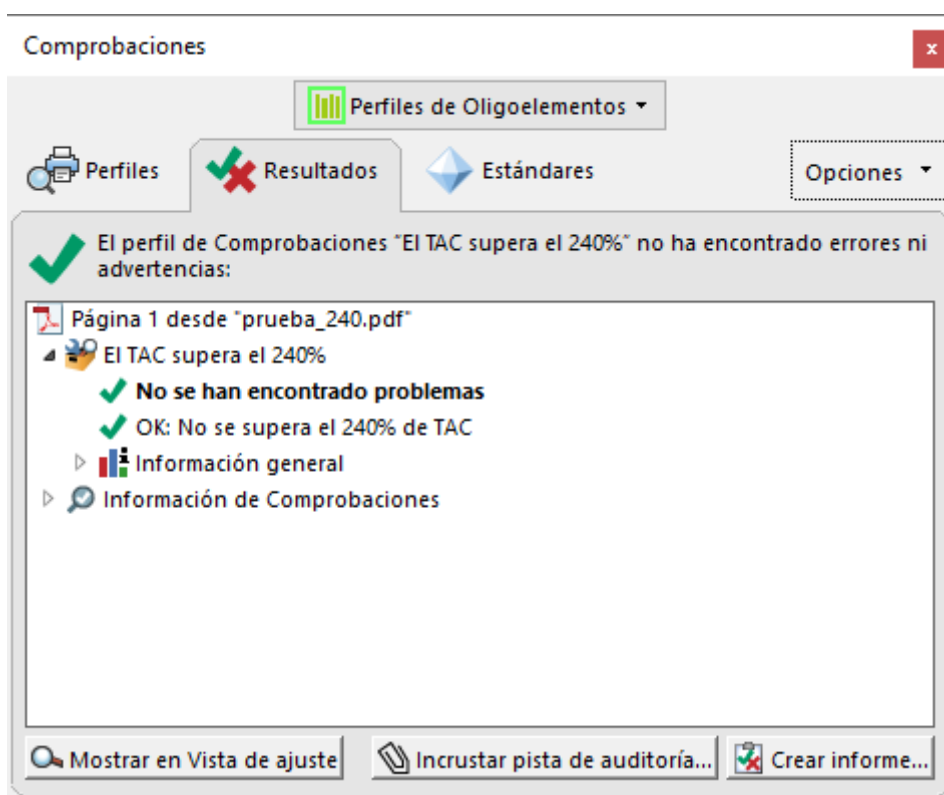 Comprobaciones
x
Perfiles de Oligoelementos
Perfiles
Resultados
Estándares
Opciones
El perfil de Comprobaciones "El TAC supera el 240%" no ha encontrado errores ni
advertencias:
Página 1 desde "prueba_240.pdf"
El TAC supera el 240%
No se han encontrado problemas
OK: No se supera el 240% de TAC
Información general
Información de Comprobaciones
Mostrar en Vista de ajuste
Incrustar pista de auditoría...
Crear informe...